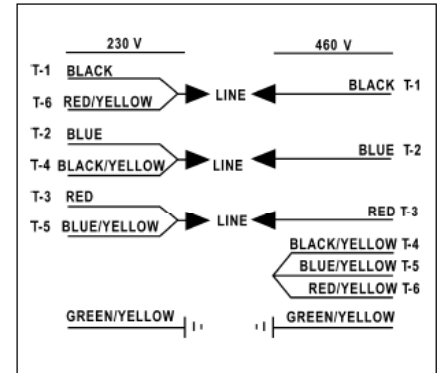 230 V 460 V
T-1 BLACK
T-6 RED/YELLOW
LINE
BLACK T-1
T-2 BLUE
T-4 BLACK/YELLOW
LINE
BLUE T-2
T-3 RED
T-5 BLUE/YELLOW
LINE
RED T-3
BLACK/YELLOW T-4
BLUE/YELLOW T-5
RED/YELLOW T-6
GREEN/YELLOW GREEN/YELLOW